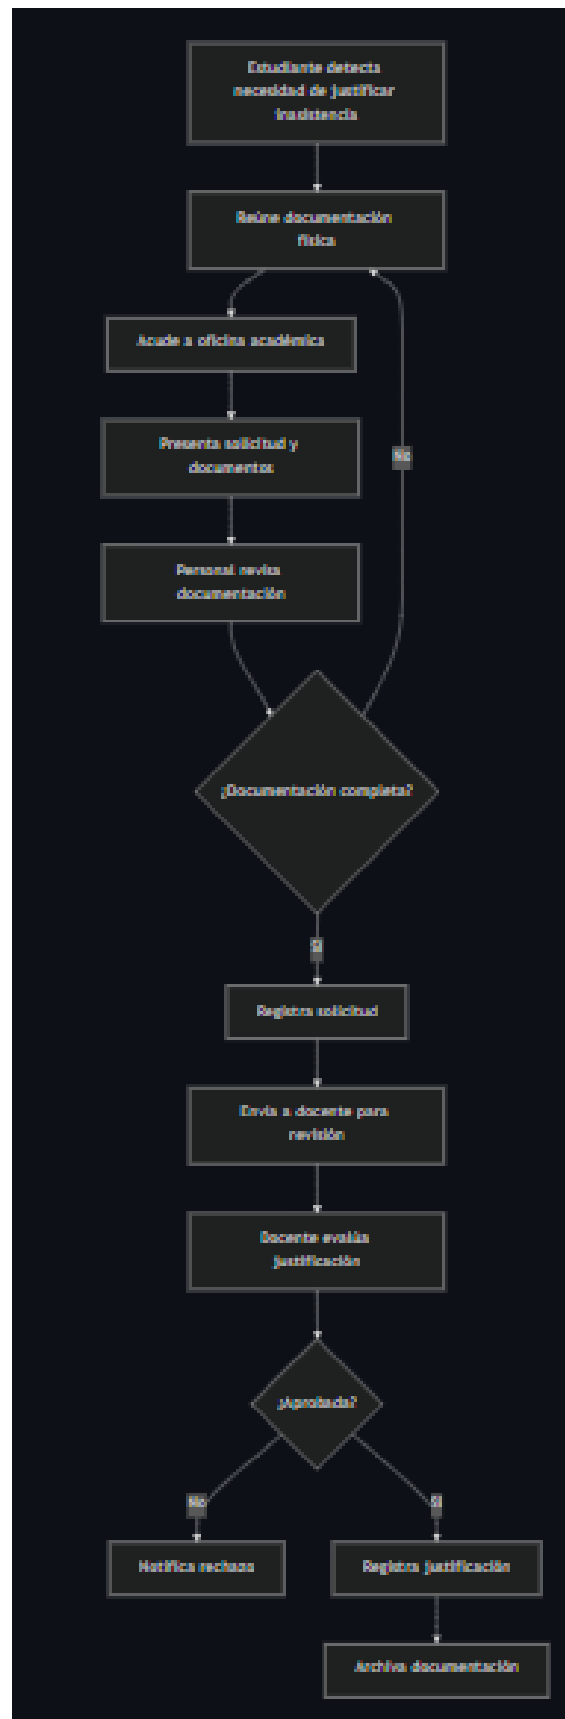 Estudiante detecta
necesidad de justificar
inasistencia
Reúne documentación
física
Acude a oficina académica
Presenta solicitud y
documentos
No
Personal revisa
documentación
¿Documentación completa?
Sí
Registra solicitud
Envía a docente para
revisión
Docente evalúa
justificación
¿Aprobada?
No
Sí
Notifica rechazo
Registra justificación
Archiva documentación